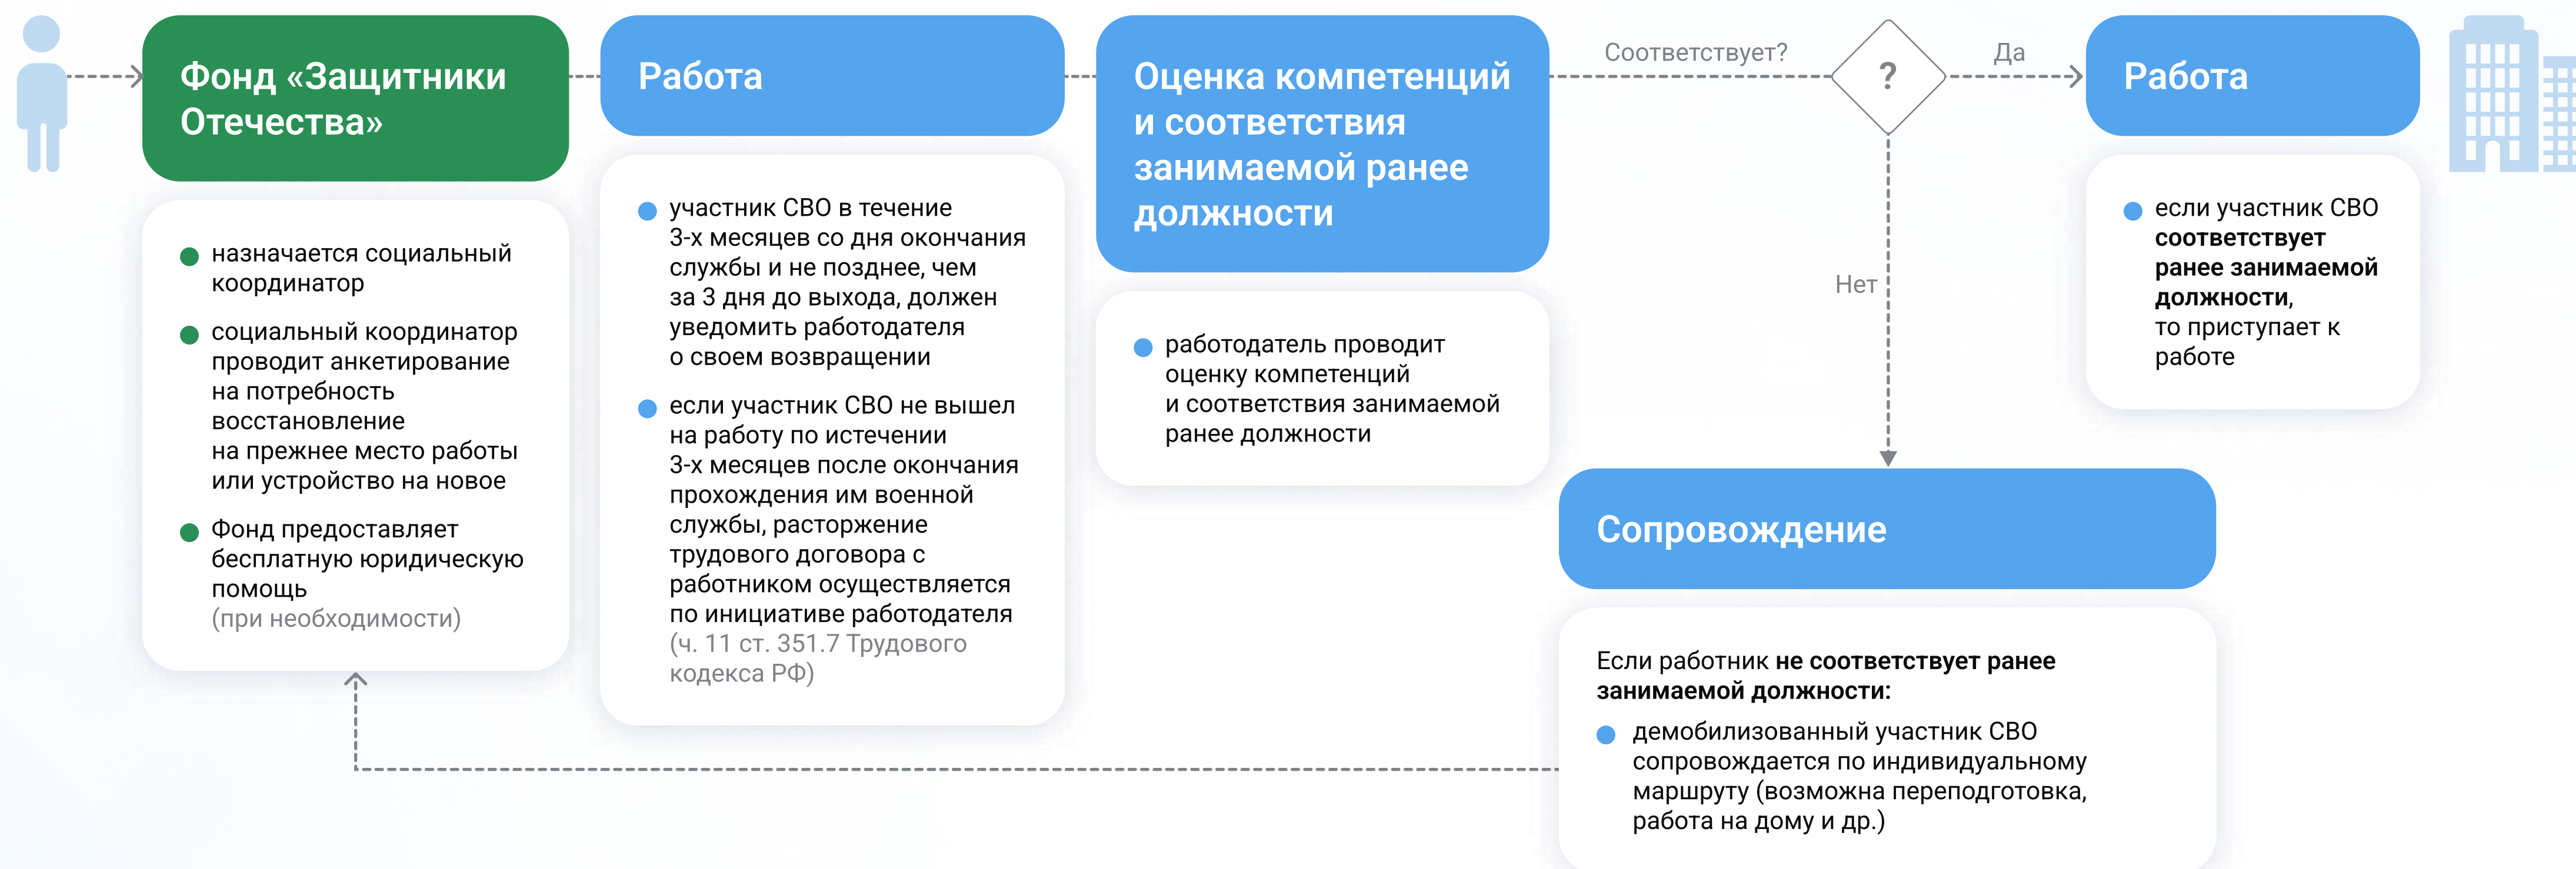 Фонд «Защитники
Отечества»
назначается социальный
координатор
социальный координатор
проводит анкетирование
на потребность
восстановление
на прежнее место работы
или устройство на новое
Фонд предоставляет
бесплатную юридическую
помощь
(при необходимости)
Работа
участник СВО в течение
3-х месяцев со дня окончания
службы и не позднее, чем
за 3 дня до выхода, должен
уведомить работодателя
о своем возвращении
если участник СВО не вышел
на работу по истечении
3-х месяцев после окончания
прохождения им военной
службы, расторжение
трудового договора с
работником осуществляется
по инициативе работодателя
(ч. 11 ст. 351.7 Трудового
кодекса РФ)
Оценка компетенций
и соответствия
занимаемой ранее
должности
работодатель проводит
оценку компетенций
и соответствия занимаемой
ранее должности
Соответствует?
?
Да
Нет
Работа
если участник СВО
соответствует
ранее занимаемой
должности,
то приступает к
работе
Сопровождение
Если работник не соответствует ранее
занимаемой должности:
демобилизованный участник СВО
сопровождается по индивидуальному
маршруту (возможна переподготовка,
работа на дому и др.)